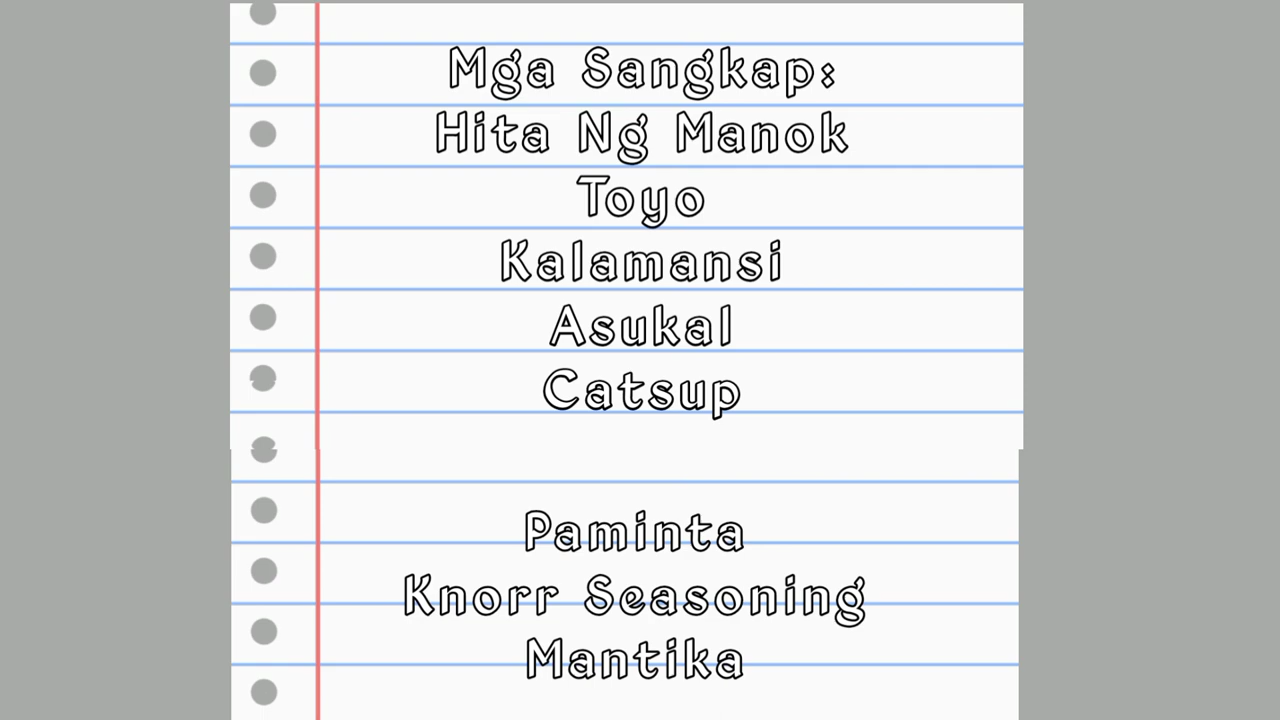 Mga Sangkap:
Hita Ng Manok
Toyo
Kalamansi
Asukal
Catsup
Paminta
Knorr Seasoning
Mantika